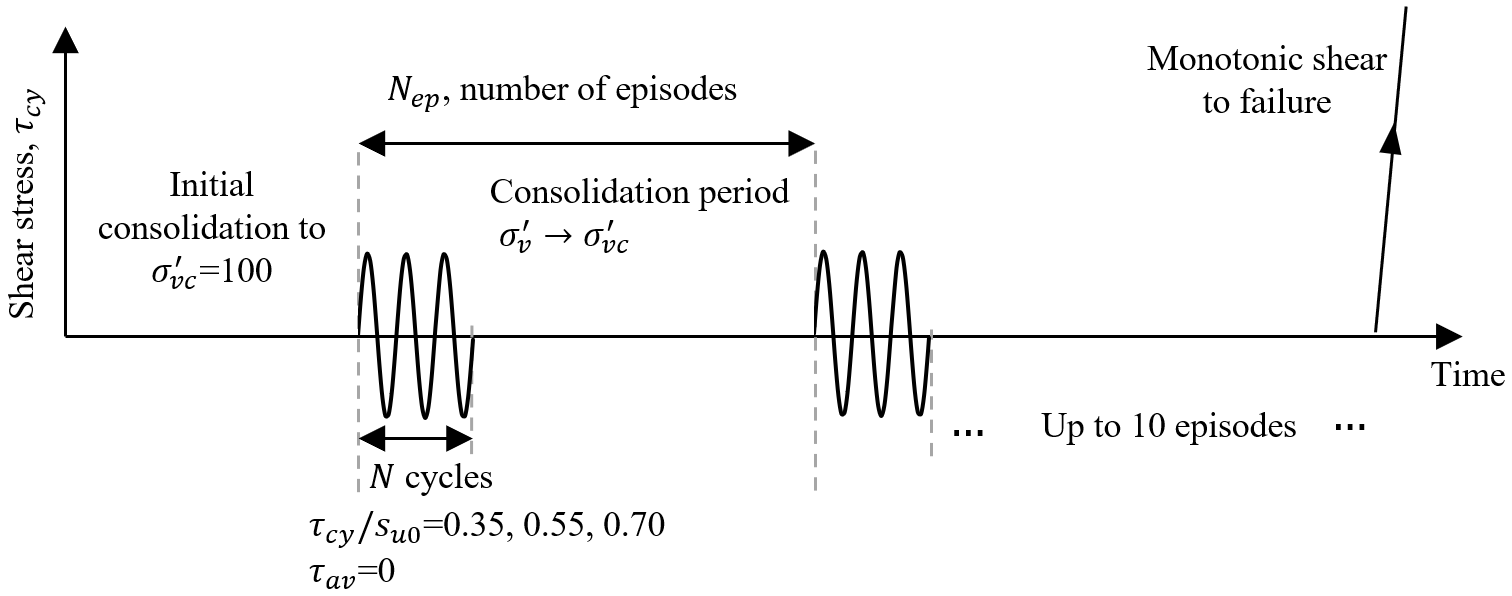 Shear stress, τcy
Nep, number of episodes
Monotonic shear
to failure
Initial
consolidation to
σ′vc=100
Consolidation period
σ′v → σ′vc
Time
... Up to 10 episodes ...
N cycles
τcy/su0=0.35, 0.55, 0.70
τav=0